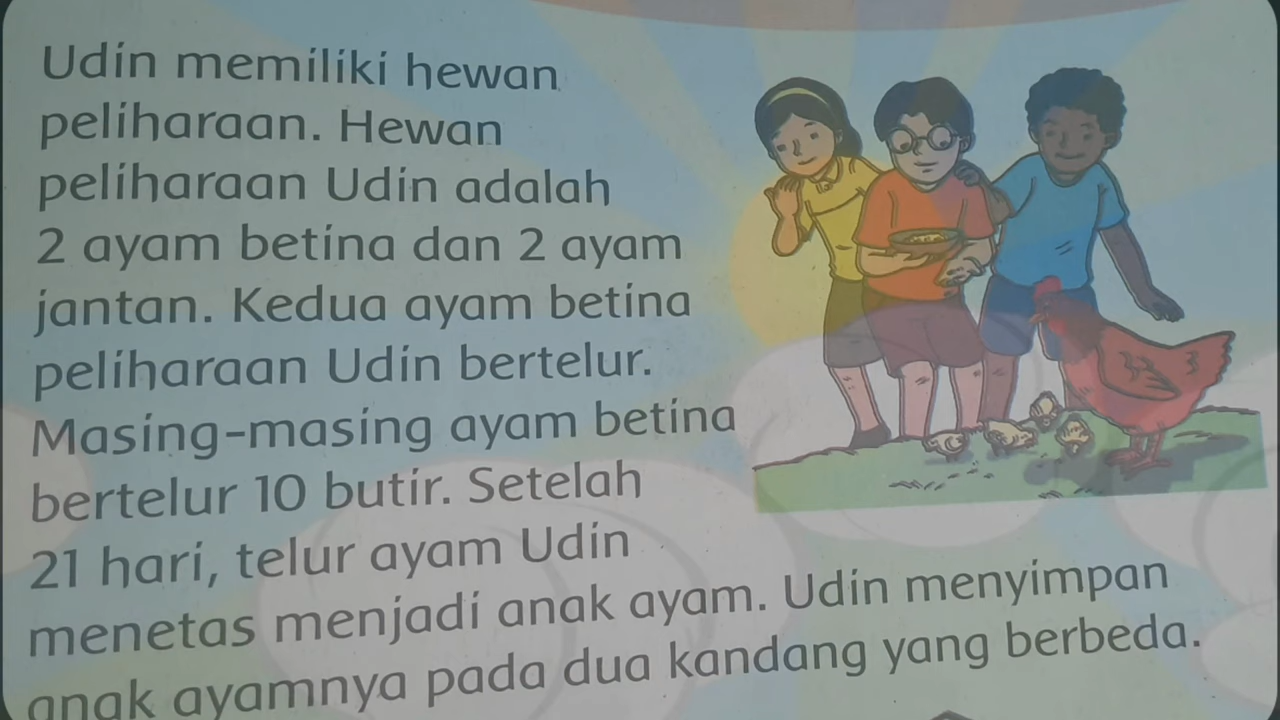 Udin memiliki hewan
peliharaan. Hewan
peliharaan Udin adalah
2 ayam betina dan 2 ayam
jantan. Kedua ayam betina
peliharaan Udin bertelur.
Masing-masing ayam betina
bertelur 10 butir. Setelah
21 hari, telur ayam Udin
menetas menjadi anak ayam. Udin menyimpan
anak ayamnya pada dua kandang yang berbeda.